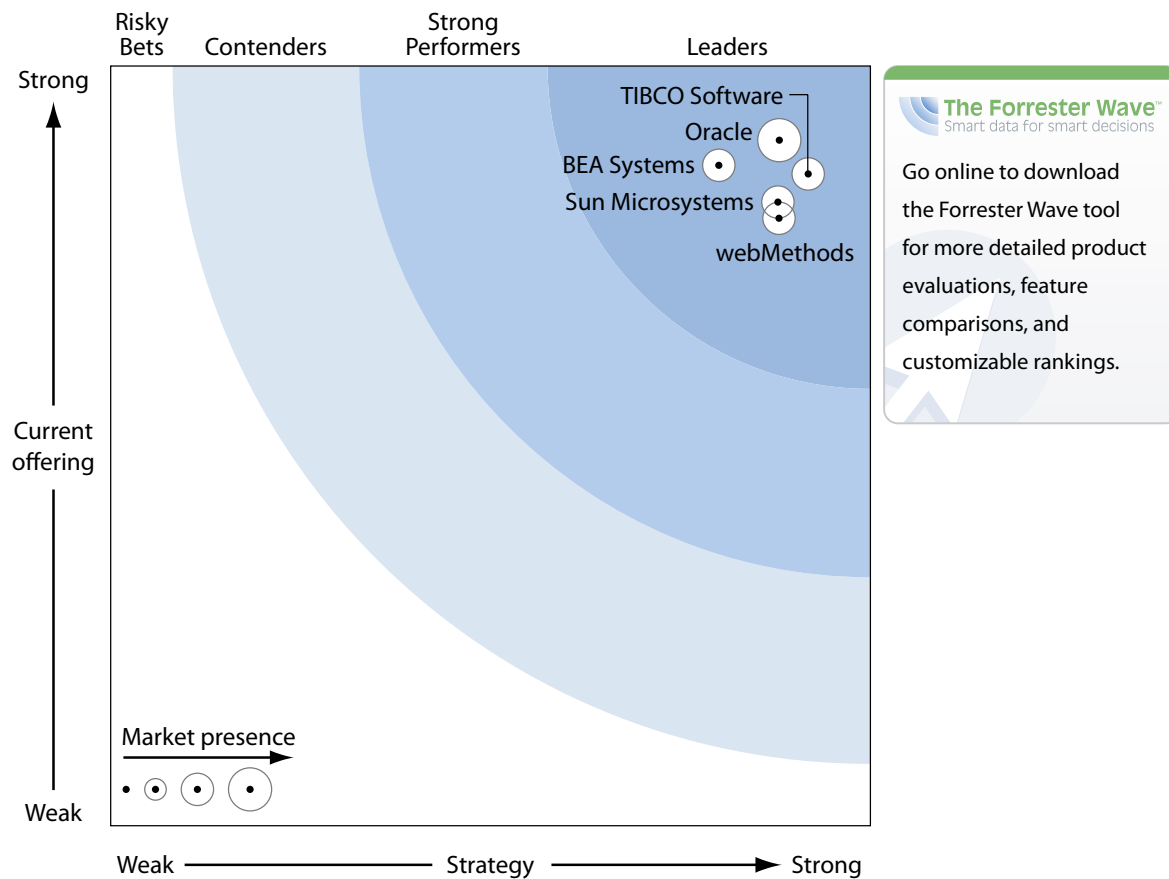 Risky
Bets
Contenders
Strong
Performers
Leaders
Strong
Current
offering
Weak
TIBCO Software
Oracle
BEA Systems
Sun Microsystems
webMethods
Market presence
Weak
Strategy
Strong
The Forrester Wave™
Smart data for smart decisions
Go online to download
the Forrester Wave tool
for more detailed product
evaluations, feature
comparisons, and
customizable rankings.